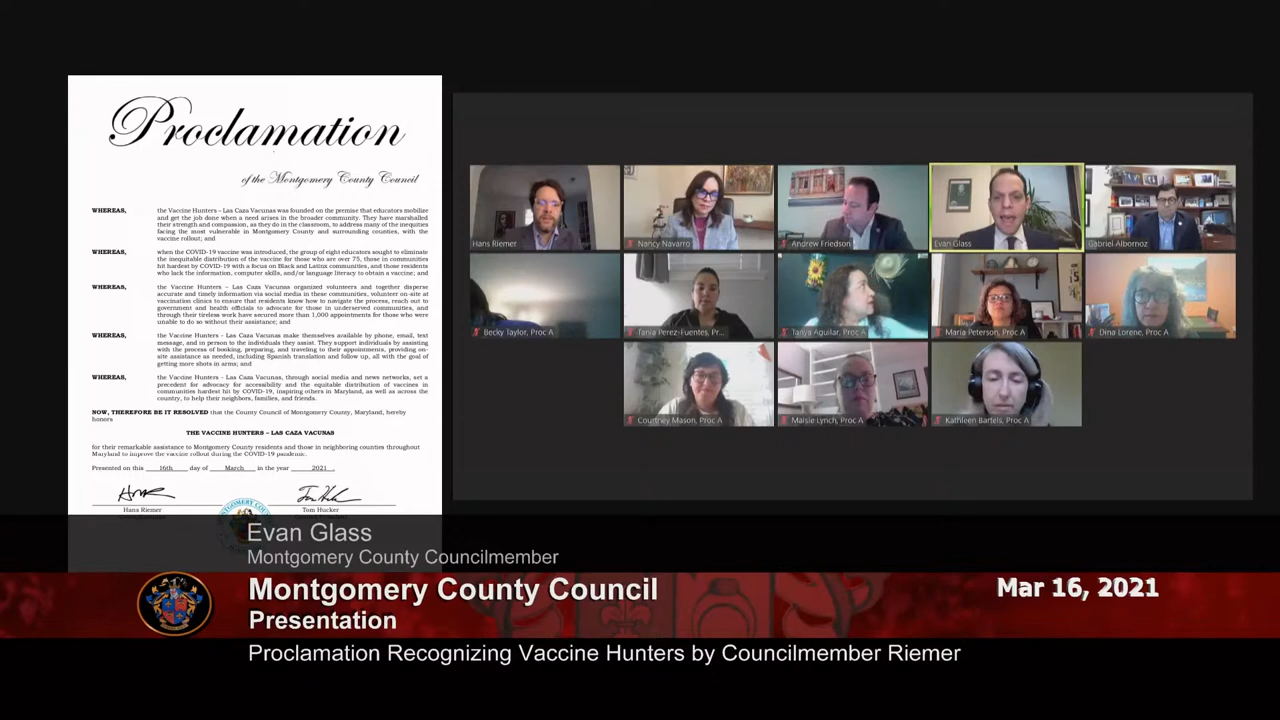 Proclamation
of the Montgomery County Council
WHEREAS, the Vaccine Hunters – Las Caza Vacunas was founded on the premise that educators mobilize
and get the job done when a need arises in the broader community. They have marshalled
their strength and compassion, as they do in the classroom, to address many of the inequities
facing the most vulnerable in Montgomery County and surrounding counties, with the
vaccine rollout; and
WHEREAS, when the COVID-19 vaccine was introduced, the group of eight educators sought to eliminate
the inequitable distribution of the vaccine for those who are over 75, those in communities
hit hardest by COVID-19 with a focus on Black and Latinx communities, and those residents
who lack the information, computer skills, and/or language literacy to obtain a vaccine; and
WHEREAS, the Vaccine Hunters - Las Caza Vacunas organized volunteers and together disperse
accurate and timely information via social media in these communities, volunteer on-site at
vaccination clinics to ensure that residents know how to navigate the process, reach out to
government and health officials to advocate for those in underserved communities, and
through their tireless work have secured more than 1,000 appointments for those who were
unable to do so without their assistance; and
WHEREAS, the Vaccine Hunters - Las Caza Vacunas make themselves available by phone, email, text
message, and in person to the individuals they assist. They support individuals by assisting
with the process of booking, preparing, and traveling to their appointments, providing on-
site assistance as needed, including Spanish translation and follow up, all with the goal of
getting more shots in arms; and
WHEREAS, the Vaccine Hunters - Las Caza Vacunas, through social media and news networks, set a
precedent for advocacy for accessibility and the equitable distribution of vaccines in
communities hardest hit by COVID-19, inspiring others in Maryland, as well as across the
country, to help their neighbors, families, and friends.
NOW, THEREFORE BE IT RESOLVED that the County Council of Montgomery County, Maryland, hereby
honors
THE VACCINE HUNTERS – LAS CAZA VACUNAS
for their remarkable assistance to Montgomery County residents and those in neighboring counties throughout
Maryland to improve the vaccine rollout during the COVID-19 pandemic.
Presented on this 16th day of March in the year 2021 .
Hans Riemer Tom Hucker
MONTGOMERY
Hans Riemer
Nancy Navarro
Andrew Friedson
Evan Glass
Gabriel Albornoz
Becky Taylor, Proc A
Tania Perez-Fuentes, Pr...
Tanya Aguilar, Proc A
Maria Peterson, Proc A
Dina Lorene, Proc A
Courtney Mason, Proc A
Maisie Lynch, Proc A
Kathleen Bartels, Proc A
Evan Glass
Montgomery County Councilmember
Montgomery County Council
Presentation
Mar 16, 2021
Proclamation Recognizing Vaccine Hunters by Councilmember Riemer